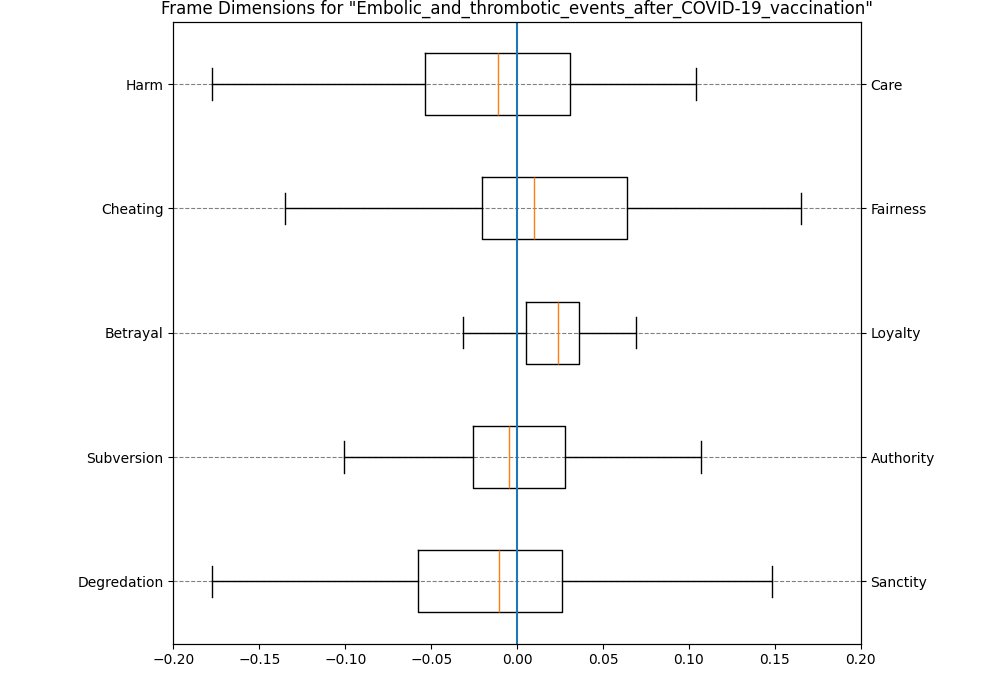 Frame Dimensions for "Embolic_and_thrombotic_events_after_COVID-19_vaccination"
Harm Care
Cheating Fairness
Betrayal Loyalty
Subversion Authority
Degredation Sanctity
−0.20 −0.15 −0.10 −0.05 0.00 0.05 0.10 0.15 0.20